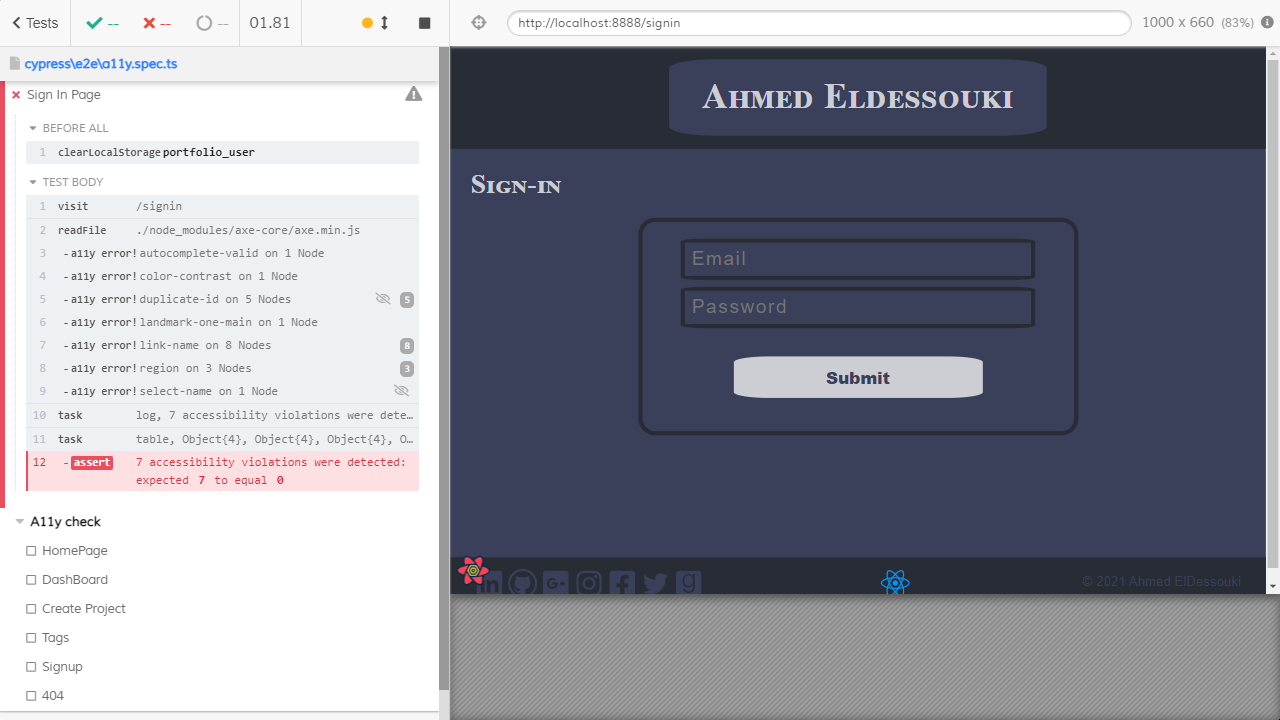 Tests
--
--
--
01.81
http://localhost:8888/signin
1000 x 660 (83%)
cypress\e2e\a11y.spec.ts
Sign In Page
BEFORE ALL
1 clearLocalStorage portfolio_user
TEST BODY
1 visit /signin
2 readFile ./node_modules/axe-core/axe.min.js
3 -a11y error! autocomplete-valid on 1 Node
4 -a11y error! color-contrast on 1 Node
5 -a11y error! duplicate-id on 5 Nodes 5
6 -a11y error! landmark-one-main on 1 Node
7 -a11y error! link-name on 8 Nodes 8
8 -a11y error! region on 3 Nodes 3
9 -a11y error! select-name on 1 Node
10 task log, 7 accessibility violations were dete…
11 task table, Object{4}, Object{4}, Object{4}, O…
12 -assert 7 accessibility violations were detected:
expected 7 to equal 0
A11y check
HomePage
DashBoard
Create Project
Tags
Signup
404
Ahmed Eldessouki
Sign-in
Email
Password
Submit
© 2021 Ahmed ElDessouki